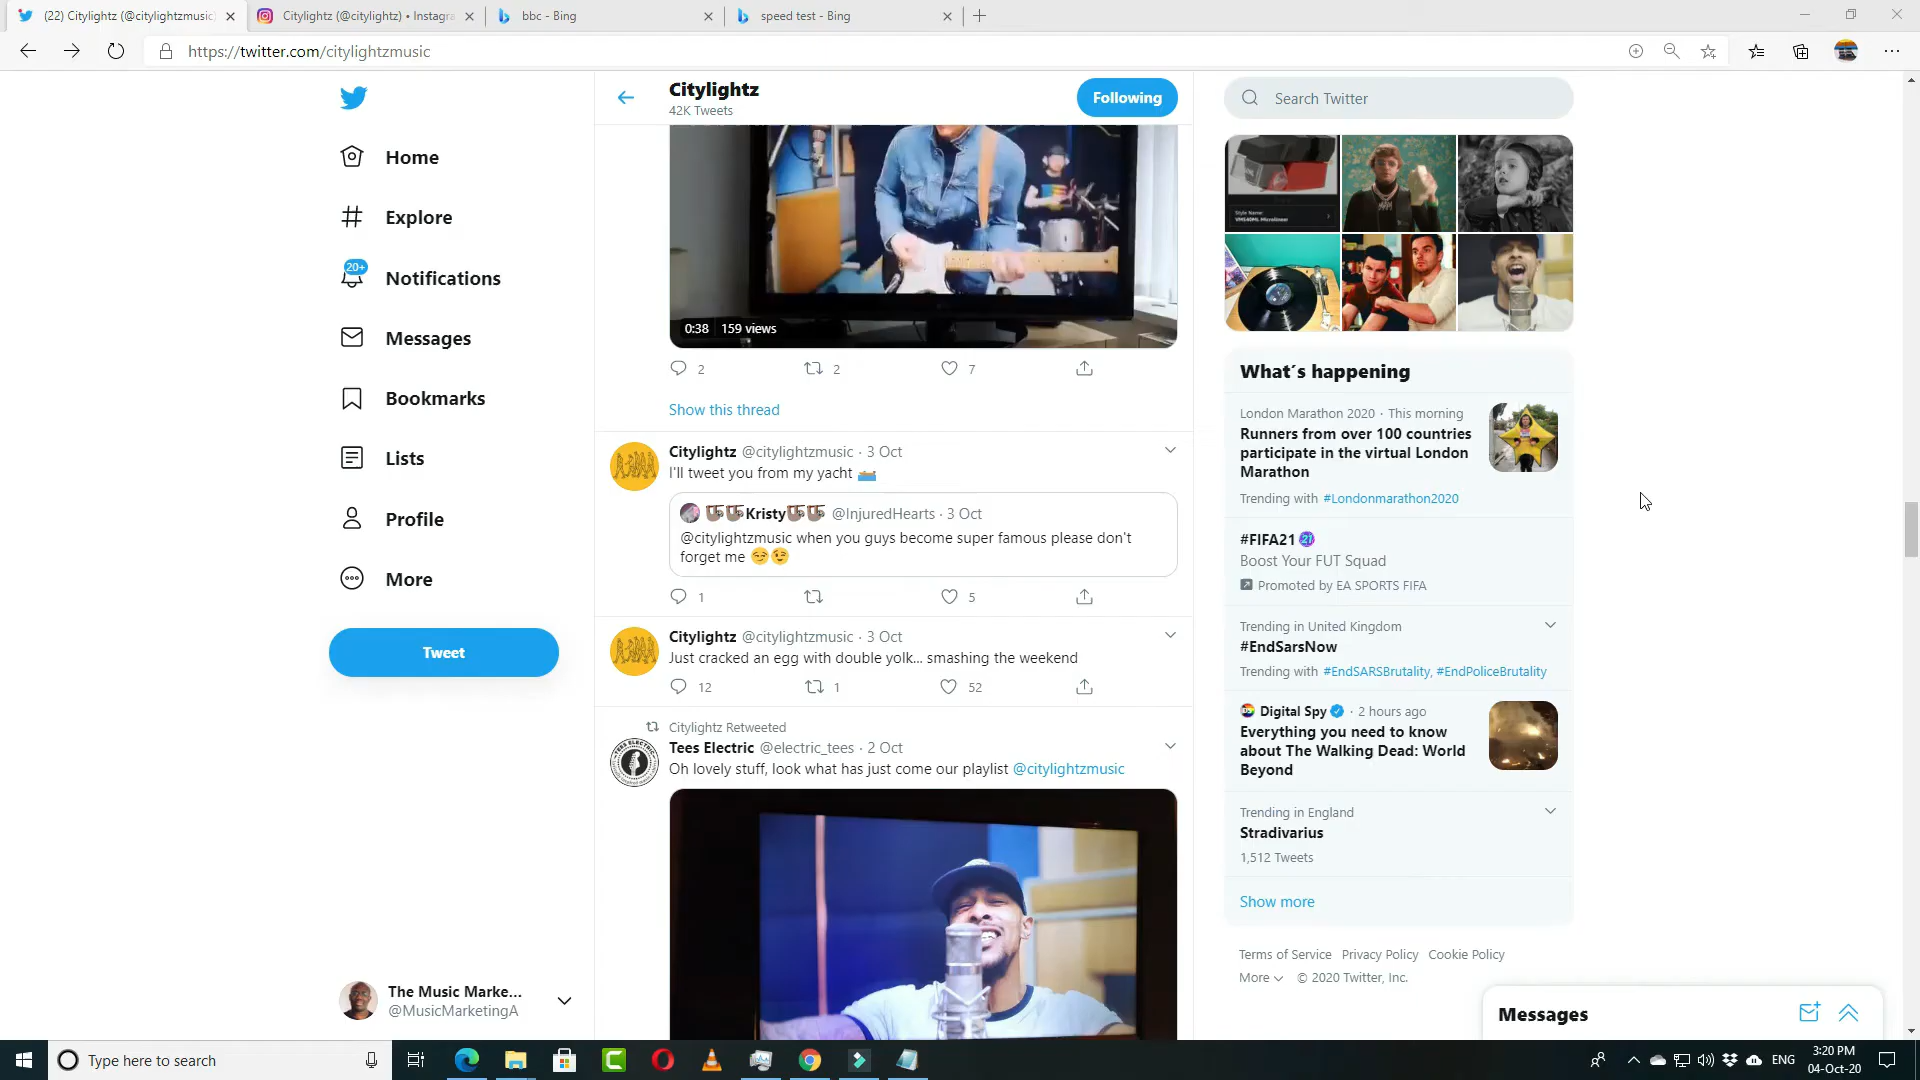 (22) Citylightz (@citylightzmusic)
Citylightz (@citylightz) • Instagra
bbc - Bing
speed test - Bing
https://twitter.com/citylightzmusic
Home
Explore
20+
Notifications
Messages
Bookmarks
Lists
Profile
More
Tweet
The Music Marke...
@MusicMarketingA
Citylightz
42K Tweets
Following
0:38 159 views
2 2 7
Show this thread
Citylightz @citylightzmusic · 3 Oct
I'll tweet you from my yacht
Kristy @InjuredHearts · 3 Oct
@citylightzmusic when you guys become super famous please don't
forget me
1 5
Citylightz @citylightzmusic · 3 Oct
Just cracked an egg with double yolk... smashing the weekend
12 1 52
Citylightz Retweeted
TEES ELECTRIC
Tees Electric @electric_tees · 2 Oct
Oh lovely stuff, look what has just come our playlist @citylightzmusic
Search Twitter
Style Name:
VM540ML Microlinear
What's happening
London Marathon 2020 · This morning
Runners from over 100 countries
participate in the virtual London
Marathon
Trending with #Londonmarathon2020
#FIFA21 21
Boost Your FUT Squad
Promoted by EA SPORTS FIFA
Trending in United Kingdom
#EndSarsNow
Trending with #EndSARSBrutality, #EndPoliceBrutality
Digital Spy · 2 hours ago
Everything you need to know
about The Walking Dead: World
Beyond
Trending in England
Stradivarius
1,512 Tweets
Show more
Terms of Service Privacy Policy Cookie Policy
More © 2020 Twitter, Inc.
Messages
Type here to search
ENG
3:20 PM
04-Oct-20